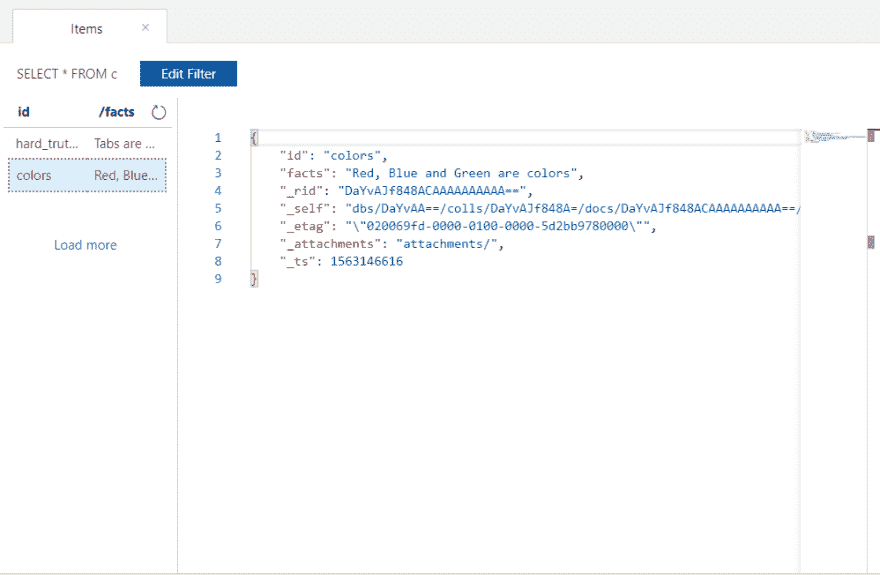 Items ×
SELECT * FROM c Edit Filter
id /facts
hard_trut... Tabs are ...
colors Red, Blue...
Load more
1 {
2 "id": "colors",
3 "facts": "Red, Blue and Green are colors",
4 "_rid": "DaYvAJf848ACAAAAAAAAAA==",
5 "_self": "dbs/DaYvAA==/colls/DaYvAJf848A=/docs/DaYvAJf848ACAAAAAAAAAA==/
6 "_etag": "\"020069fd-0000-0100-0000-5d2bb9780000\"",
7 "_attachments": "attachments/",
8 "_ts": 1563146616
9 }